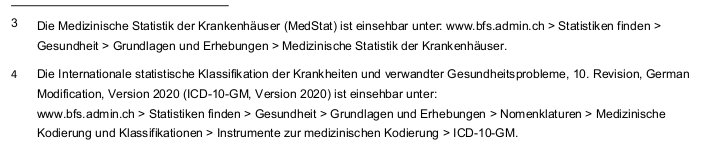 3 Die Medizinische Statistik der Krankenhäuser (MedStat) ist einsehbar unter: www.bfs.admin.ch > Statistiken finden >
Gesundheit > Grundlagen und Erhebungen > Medizinische Statistik der Krankenhäuser.
4 Die Internationale statistische Klassifikation der Krankheiten und verwandter Gesundheitsprobleme, 10. Revision, German
Modification, Version 2020 (ICD-10-GM, Version 2020) ist einsehbar unter:
www.bfs.admin.ch > Statistiken finden > Gesundheit > Grundlagen und Erhebungen > Nomenklaturen > Medizinische
Kodierung und Klassifikationen > Instrumente zur medizinischen Kodierung > ICD-10-GM.